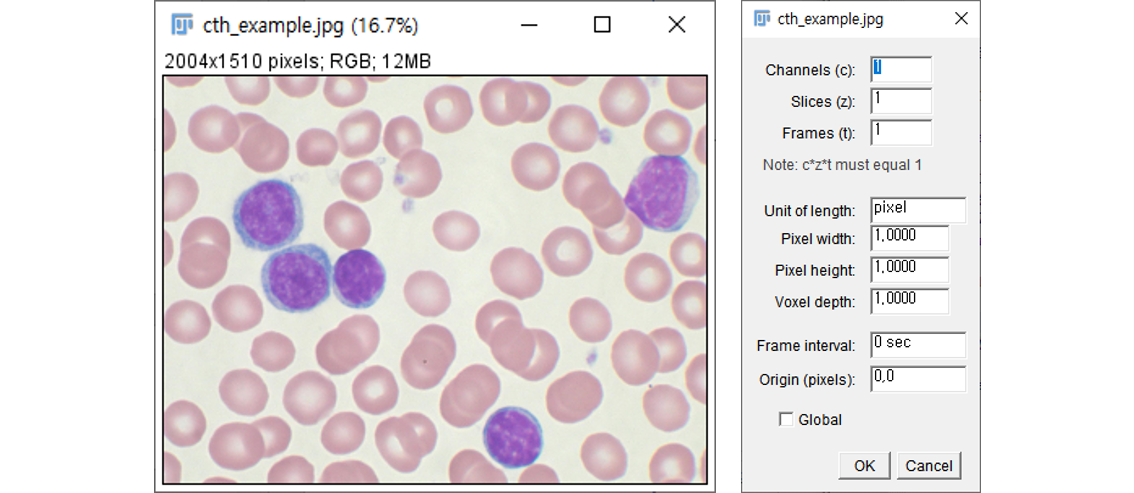 cth_example.jpg (16.7%)
2004x1510 pixels; RGB; 12MB
cth_example.jpg
Channels (c): 1
Slices (z): 1
Frames (t): 1
Note: c*z*t must equal 1
Unit of length: pixel
Pixel width: 1,0000
Pixel height: 1,0000
Voxel depth: 1,0000
Frame interval: 0 sec
Origin (pixels): 0,0
Global
OK Cancel